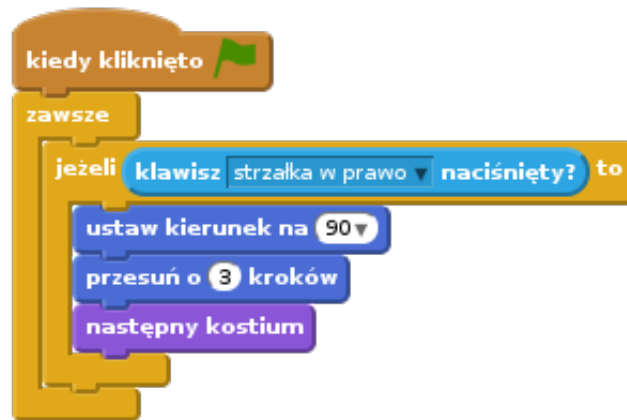 kiedy kliknięto
zawsze
jeżeli klawisz strzałka w prawo naciśnięty? to
ustaw kierunek na 90
przesuń o 3 kroków
następny kostium